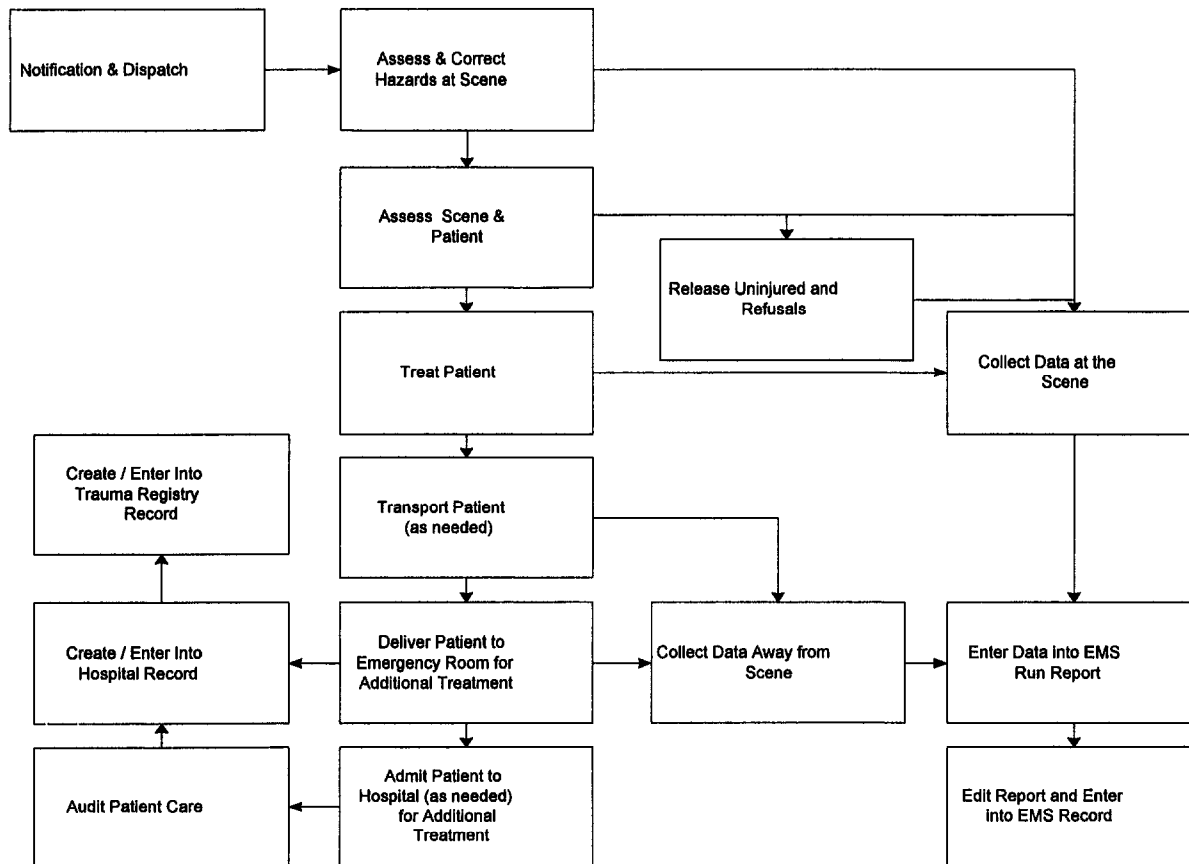 Notification & Dispatch
Assess & Correct
Hazards at Scene
Assess Scene &
Patient
Release Uninjured and
Refusals
Treat Patient
Collect Data at the
Scene
Create / Enter Into
Trauma Registry
Record
Transport Patient
(as needed)
Create / Enter Into
Hospital Record
Deliver Patient to
Emergency Room for
Additional Treatment
Collect Data Away from
Scene
Enter Data into EMS
Run Report
Audit Patient Care
Admit Patient to
Hospital (as needed)
for Additional
Treatment
Edit Report and Enter
into EMS Record